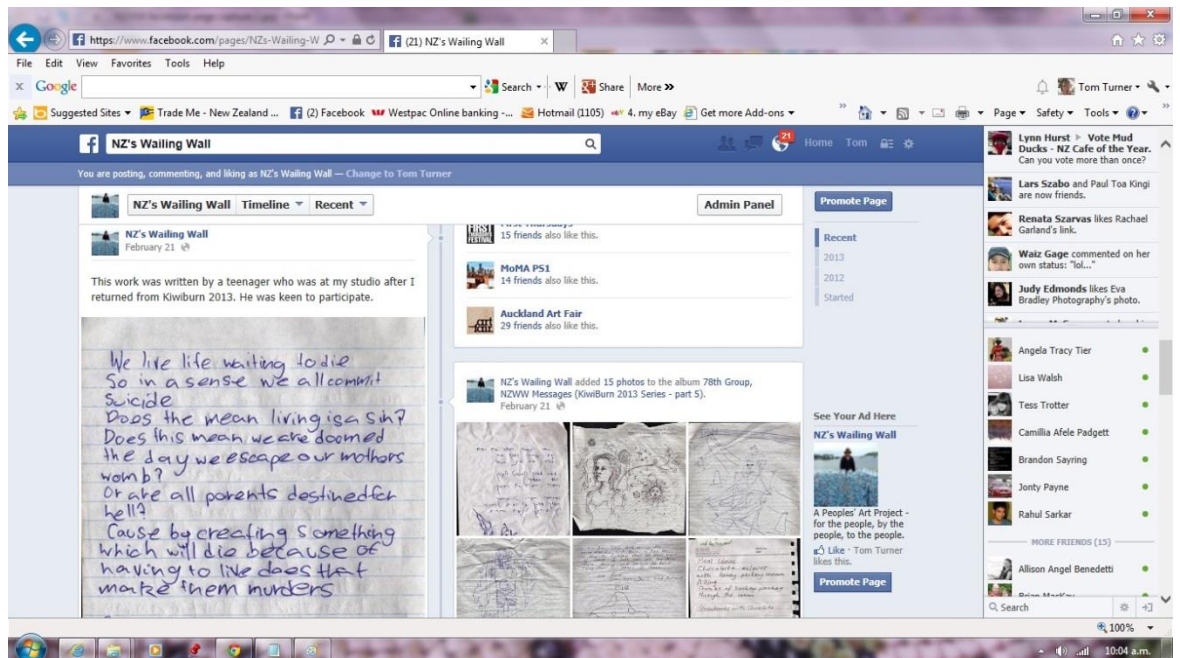 https://www.facebook.com/pages/NZs-Wailing-W
(21) NZ's Wailing Wall
File Edit View Favorites Tools Help
x Google
Search
W
Share
More »
Tom Turner
Suggested Sites
Trade Me - New Zealand ...
(2) Facebook
Westpac Online banking -...
Hotmail (1105)
4. my eBay
Get more Add-ons
Page Safety Tools
NZ's Wailing Wall
21
Home Tom
You are posting, commenting, and liking as NZ's Wailing Wall — Change to Tom Turner
NZ's Wailing Wall Timeline Recent
Admin Panel
Promote Page
Recent
2013
2012
Started
NZ's Wailing Wall
February 21
This work was written by a teenager who was at my studio after I
returned from Kiwiburn 2013. He was keen to participate.
We live life waiting to die
So in a sense we all commit
Suicide
Does the mean living is a sin?
Does this mean we are doomed
the day we escape our mothers
womb?
Or are all parents destined for
hell?
Cause by creating something
which will die because of
having to live does that
make them murders
First Thursdays
FIRST
FESTIVAL
15 friends also like this.
MoMA PS1
14 friends also like this.
Auckland Art Fair
29 friends also like this.
NZ's Wailing Wall added 15 photos to the album 78th Group,
NZWW Messages (KiwiBurn 2013 Series - part 5).
February 21
See Your Ad Here
NZ's Wailing Wall
A Peoples' Art Project -
for the people, by the
people, to the people.
Like · Tom Turner
likes this.
Promote Page
Lynn Hurst ▸ Vote Mud
Ducks - NZ Cafe of the Year.
Can you vote more than once?
Lars Szabo and Paul Toa Kingi
are now friends.
Renata Szarvas likes Rachael
Garland's link.
Waiz Gage commented on her
own status: "lol..."
Judy Edmonds likes Eva
Bradley Photography's photo.
Angela Tracy Tier
Lisa Walsh
Tess Trotter
Camillia Afele Padgett
Brandon Sayring
Jonty Payne
Rahul Sarkar
MORE FRIENDS (15)
Allison Angel Benedetti
Search
100%
10:04 a.m.